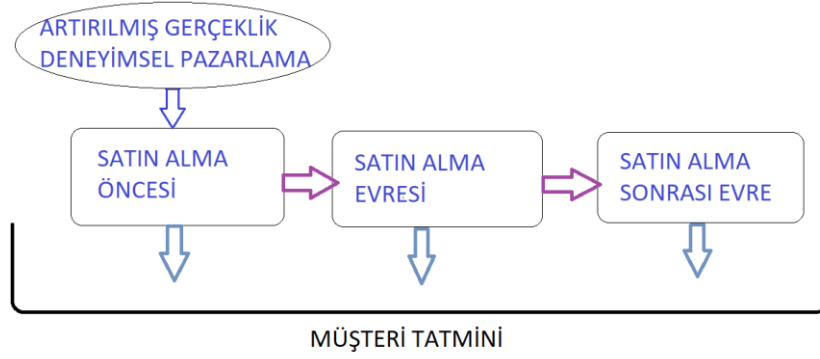 ARTIRILMIŞ GERÇEKLİK
DENEYİMSEL PAZARLAMA
SATIN ALMA
ÖNCESİ
SATIN ALMA
EVRESİ
SATIN ALMA
SONRASI EVRE
MÜŞTERİ TATMİNİ